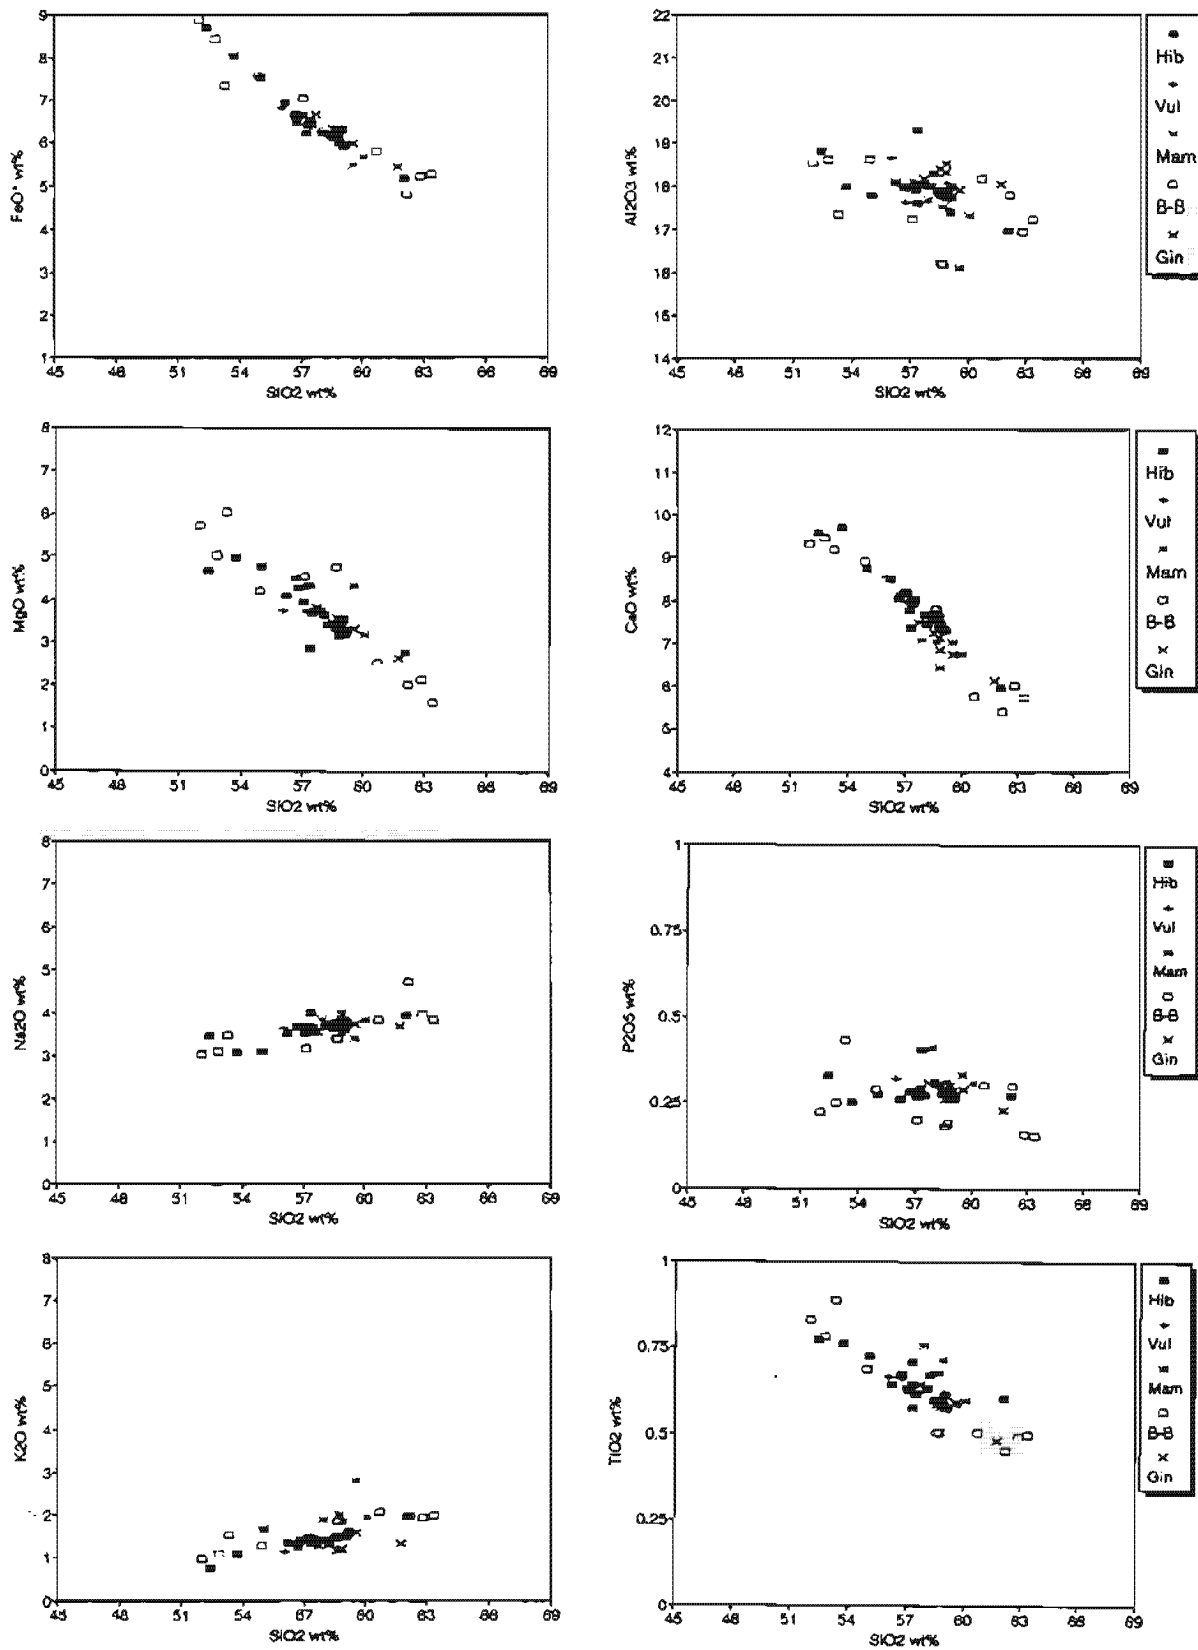 9
8
7
6
5
4
3
2
1
FeO* wt%
45 48 51 54 57 60 63 66 69
SiO2 wt%
22
21
20
19
18
17
16
15
14
Al2O3 wt%
45 48 51 54 57 60 63 66 69
SiO2 wt%
Hib
Vul
Mam
B-B
Gin
8
7
6
5
4
3
2
1
0
MgO wt%
45 48 51 54 57 60 63 66 69
SiO2 wt%
12
11
10
9
8
7
6
5
4
CaO wt%
45 48 51 54 57 60 63 66 69
SiO2 wt%
Hib
Vul
Mam
B-B
Gin
8
7
6
5
4
3
2
1
0
Na2O wt%
45 48 51 54 57 60 63 66 69
SiO2 wt%
1
0.75
0.5
0.25
0
P2O5 wt%
45 48 51 54 57 60 63 66 69
SiO2 wt%
Hib
Vul
Mam
B-B
Gin
8
7
6
5
4
3
2
1
0
K2O wt%
45 48 51 54 57 60 63 66 69
SiO2 wt%
1
0.75
0.5
0.25
0
TiO2 wt%
45 48 51 54 57 60 63 66 69
SiO2 wt%
Hib
Vul
Mam
B-B
Gin